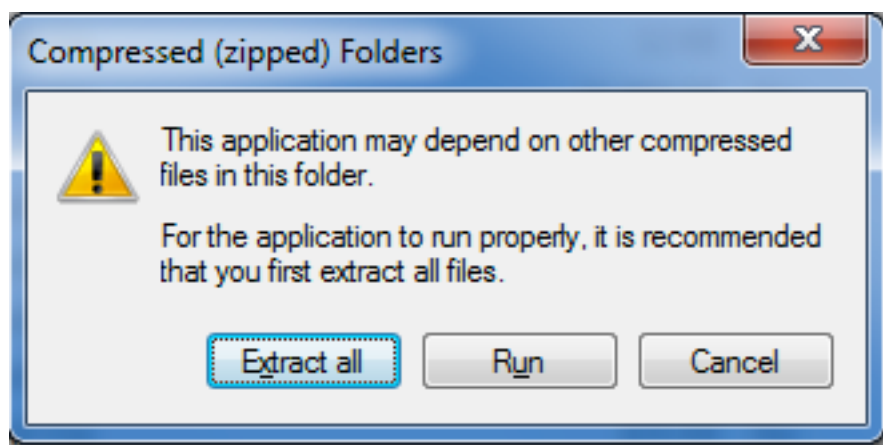 Compressed (zipped) Folders
This application may depend on other compressed
files in this folder.
For the application to run properly, it is recommended
that you first extract all files.
Extract all Run Cancel